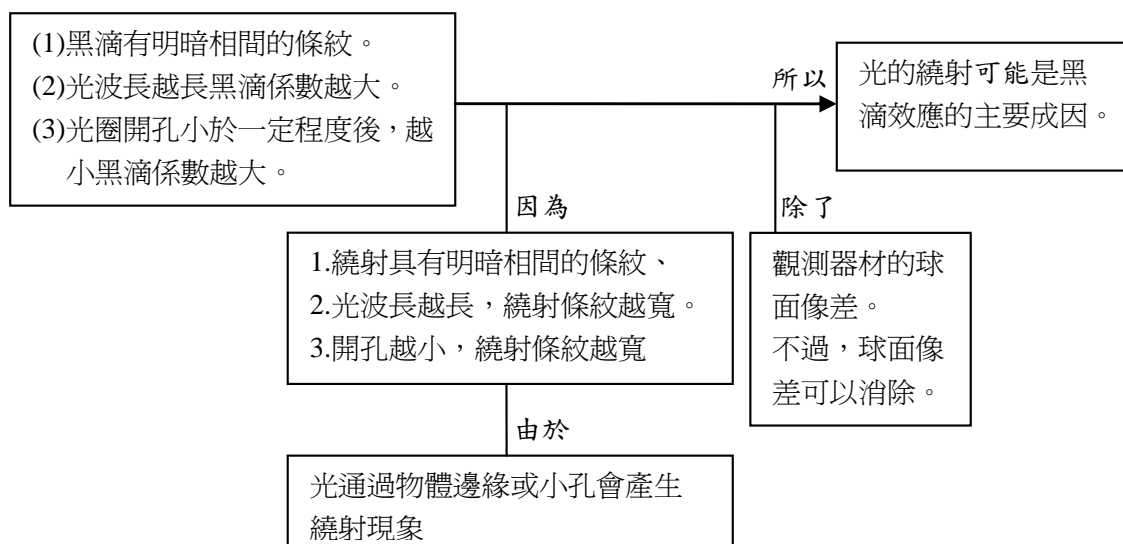 (1)黑滴有明暗相間的條紋。
(2)光波長越長黑滴係數越大。
(3)光圈開孔小於一定程度後，越
小黑滴係數越大。
所以
光的繞射可能是黑
滴效應的主要成因。
因為
除了
1.繞射具有明暗相間的條紋、
2.光波長越長，繞射條紋越寬。
3.開孔越小，繞射條紋越寬
觀測器材的球
面像差。
不過，球面像
差可以消除。
由於
光通過物體邊緣或小孔會產生
繞射現象